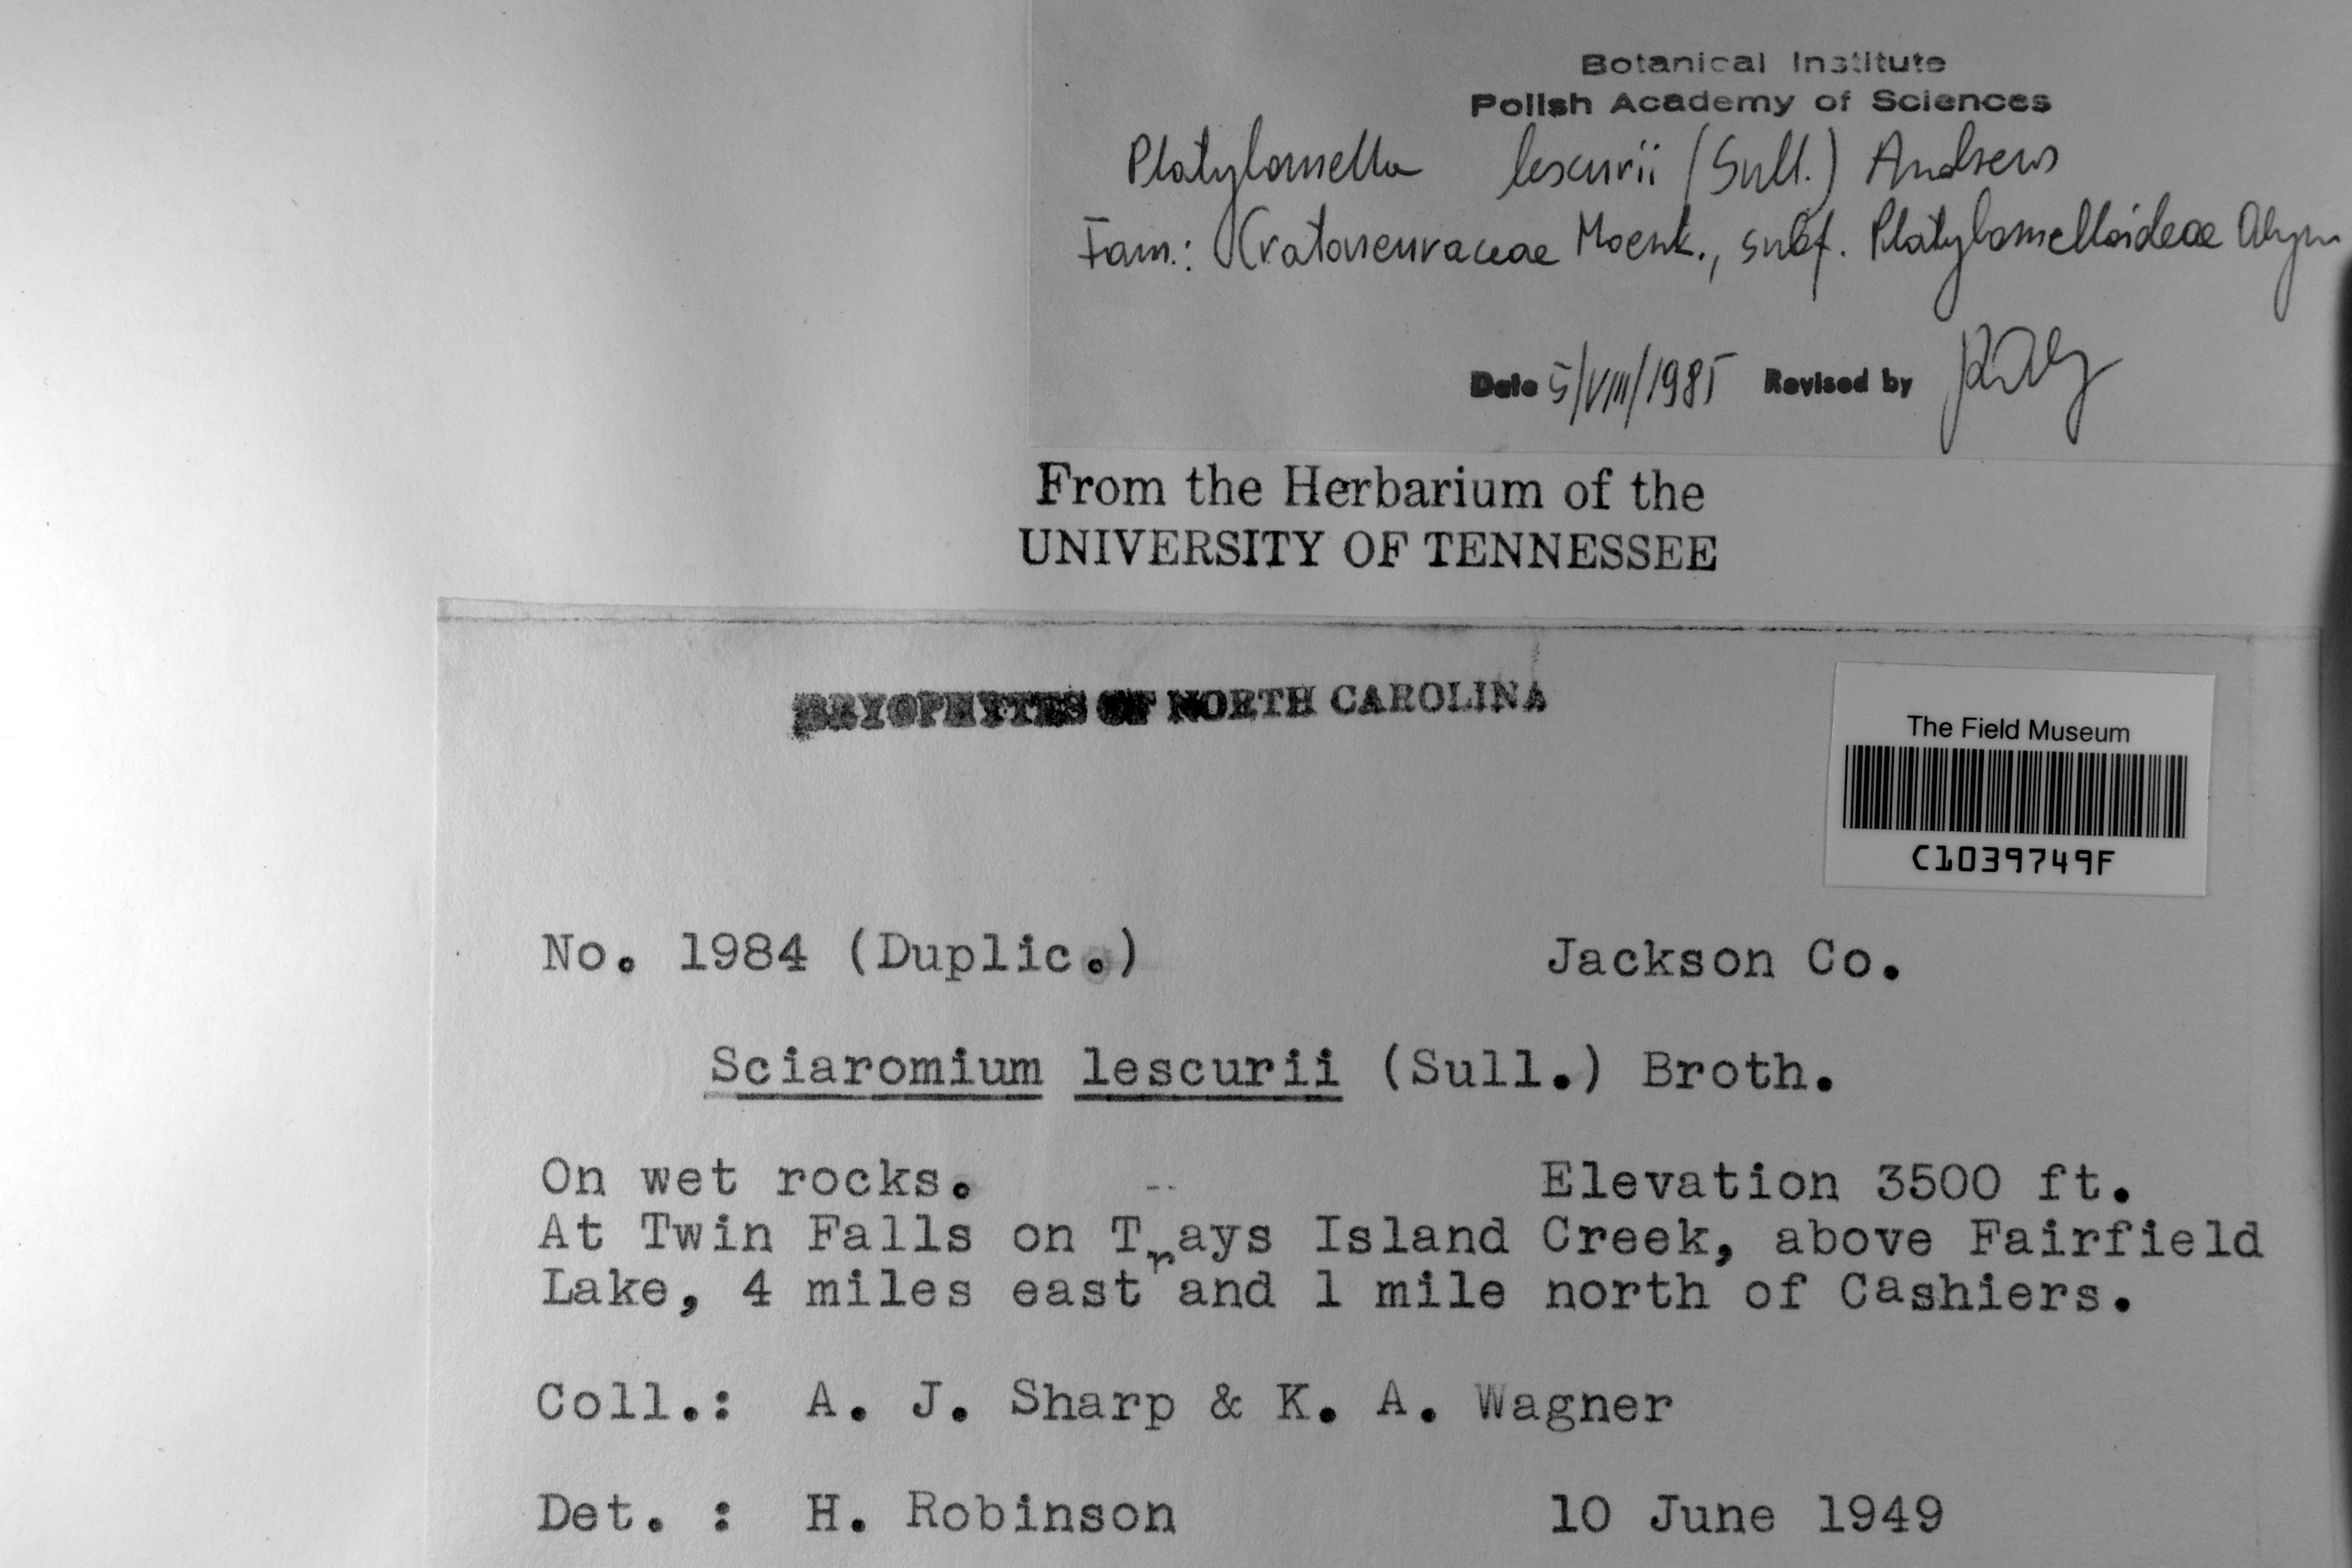 Botanical Institute
Polish Academy of Sciences
Platylomella lescurii (Sull.) Andrews
Fam.: Cratoneuraceae Moenk., subf. Platylomelloideae
Date 5/VIII/1985 Revised by
From the Herbarium of the
UNIVERSITY OF TENNESSEE
BRYOPHYTES OF NORTH CAROLINA
The Field Museum
C1039749F
No. 1984 (Duplic.) Jackson Co.
Sciaromium lescurii (Sull.) Broth.
On wet rocks. Elevation 3500 ft.
At Twin Falls on Trays Island Creek, above Fairfield
Lake, 4 miles east and 1 mile north of Cashiers.
Coll.: A. J. Sharp & K. A. Wagner
Det. : H. Robinson 10 June 1949